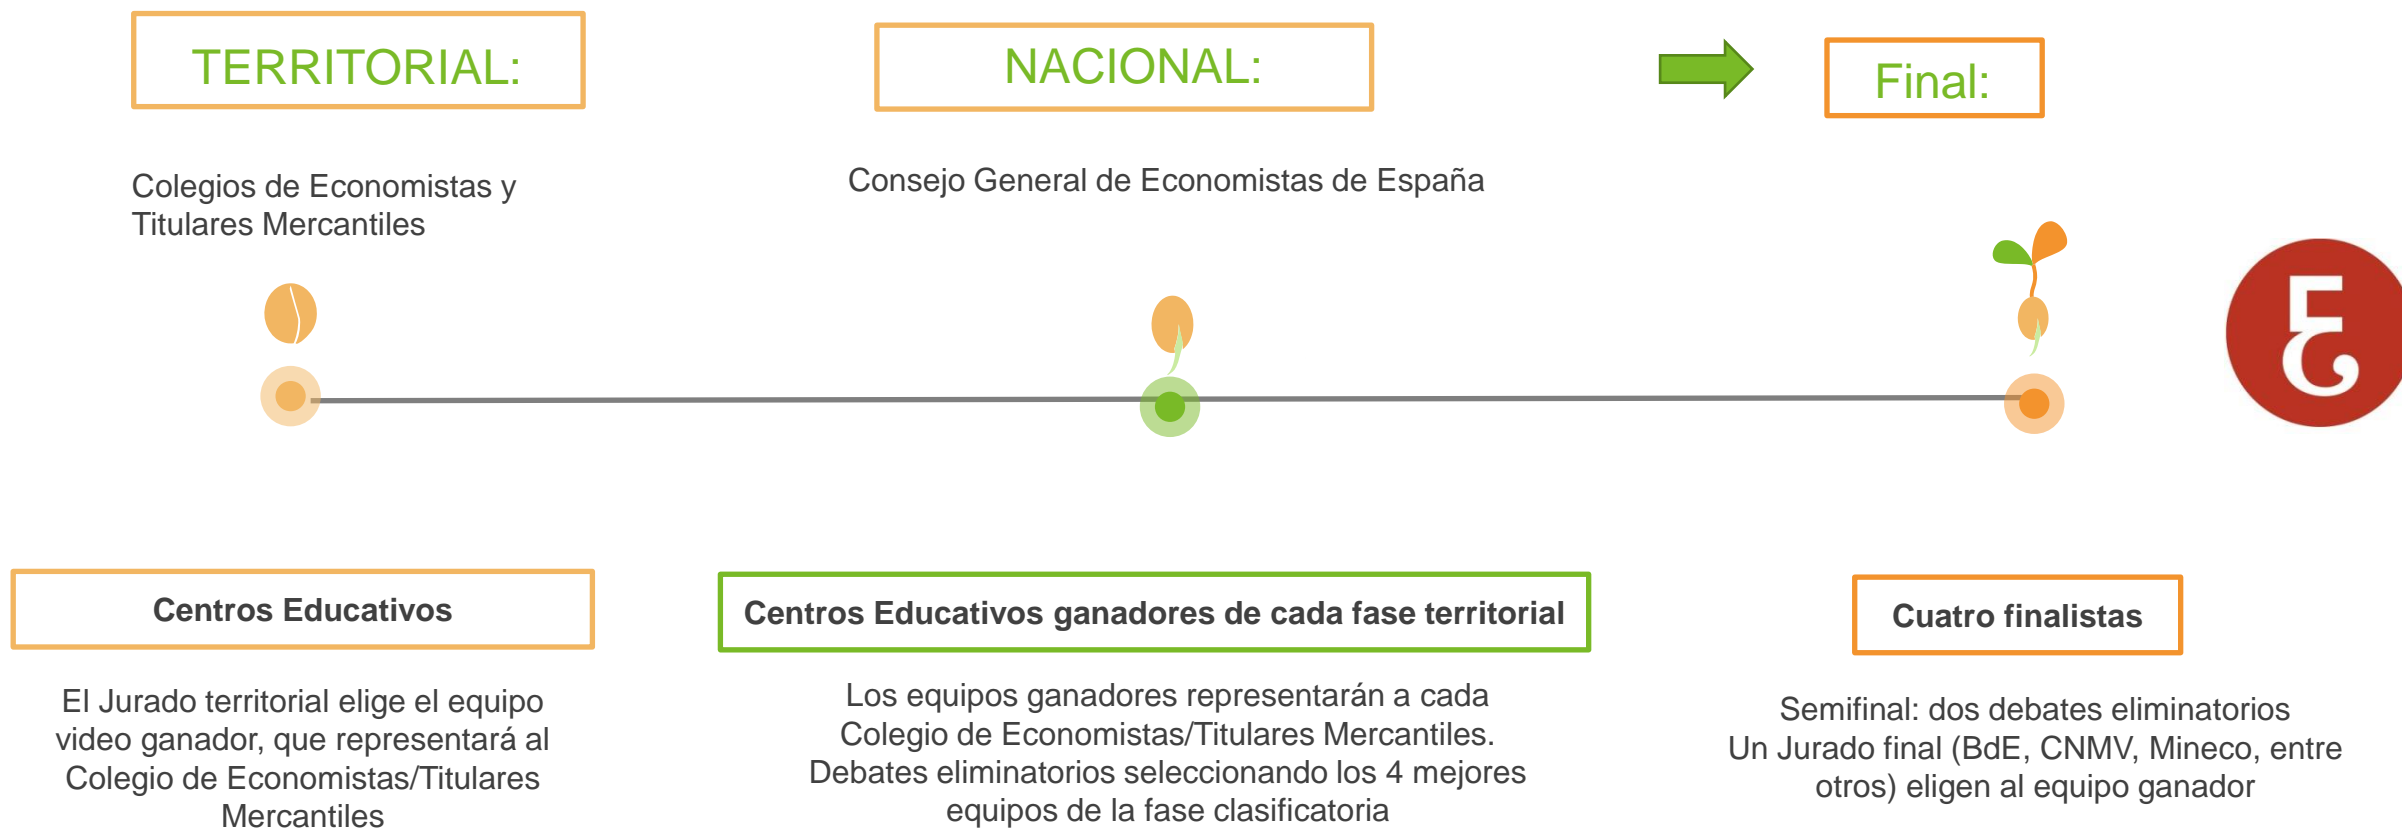 TERRITORIAL:
NACIONAL:
Final:
Colegios de Economistas y
Titulares Mercantiles
Consejo General de Economistas de España
Centros Educativos
El Jurado territorial elige el equipo
video ganador, que representará al
Colegio de Economistas/Titulares
Mercantiles
Centros Educativos ganadores de cada fase territorial
Los equipos ganadores representarán a cada
Colegio de Economistas/Titulares Mercantiles.
Debates eliminatorios seleccionando los 4 mejores
equipos de la fase clasificatoria
Cuatro finalistas
Semifinal: dos debates eliminatorios
Un Jurado final (BdE, CNMV, Mineco, entre
otros) eligen al equipo ganador